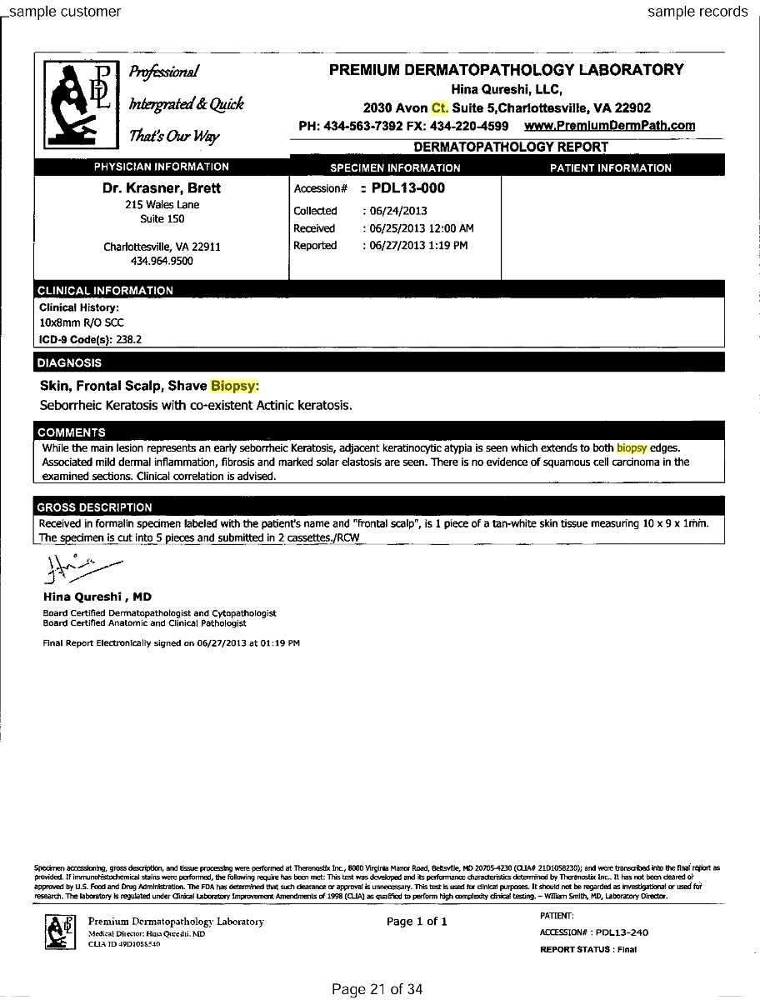 sample customer
sample records
PDL
Professional
Intergrated & Quick
That's Our Way
PREMIUM DERMATOPATHOLOGY LABORATORY
Hina Qureshi, LLC,
2030 Avon Ct. Suite 5,Charlottesville, VA 22902
PH: 434-563-7392 FX: 434-220-4599 www.PremiumDermPath.com
DERMATOPATHOLOGY REPORT
PHYSICIAN INFORMATION
SPECIMEN INFORMATION
PATIENT INFORMATION
Dr. Krasner, Brett
215 Wales Lane
Suite 150
Charlottesville, VA 22911
434.964.9500
Accession# : PDL13-000
Collected : 06/24/2013
Received : 06/25/2013 12:00 AM
Reported : 06/27/2013 1:19 PM
CLINICAL INFORMATION
Clinical History:
10x8mm R/O SCC
ICD-9 Code(s): 238.2
DIAGNOSIS
Skin, Frontal Scalp, Shave Biopsy:
Seborrheic Keratosis with co-existent Actinic keratosis.
COMMENTS
While the main lesion represents an early seborrheic Keratosis, adjacent keratinocytic atypia is seen which extends to both biopsy edges.
Associated mild dermal inflammation, fibrosis and marked solar elastosis are seen. There is no evidence of squamous cell carcinoma in the
examined sections. Clinical correlation is advised.
GROSS DESCRIPTION
Received in formalin specimen labeled with the patient's name and "frontal scalp", is 1 piece of a tan-white skin tissue measuring 10 x 9 x 1mm.
The specimen is cut into 5 pieces and submitted in 2 cassettes./RCW
Hina Qureshi , MD
Board Certified Dermatopathologist and Cytopathologist
Board Certified Anatomic and Clinical Pathologist
Final Report Electronically signed on 06/27/2013 at 01:19 PM
Specimen accessioning, gross description, and tissue processing were performed at Theranostix Inc., 8000 Virginia Manor Road, Beltsville, MD 20705-4230 (CLIA# 21D1058230); and were transcribed into the final report as
provided. If immunohistochemical stains were performed, the following require has been met: This test was developed and its performance characteristics determined by Theranostix Inc.. It has not been cleared or
approved by U.S. Food and Drug Administration. The FDA has determined that such clearance or approval is unnecessary. This test is used for clinical purposes. It should not be regarded as investigational or used for
research. The laboratory is regulated under Clinical Laboratory Improvement Amendments of 1998 (CLIA) as qualified to perform high complexity clinical testing. – William Smith, MD, Laboratory Director.
Premium Dermatopathology Laboratory
Medical Director: Hina Qureshi, MD
CLIA ID 49D1058540
Page 1 of 1
PATIENT:
ACCESSION# : PDL13-240
REPORT STATUS : Final
Page 21 of 34